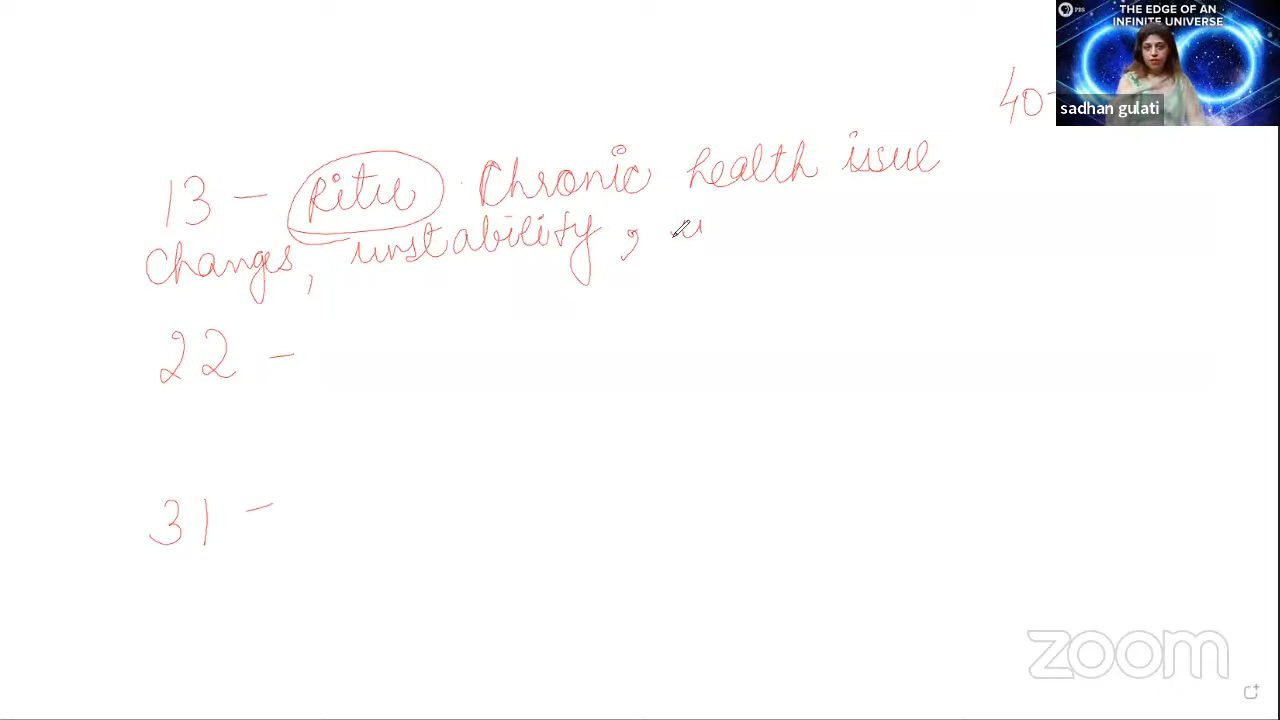 PBS
THE EDGE OF AN
INFINITE UNIVERSE
sadhan gulati
40-
13 - Ritu Chronic health issue
changes, unstability, u
22 -
31 -
zoom